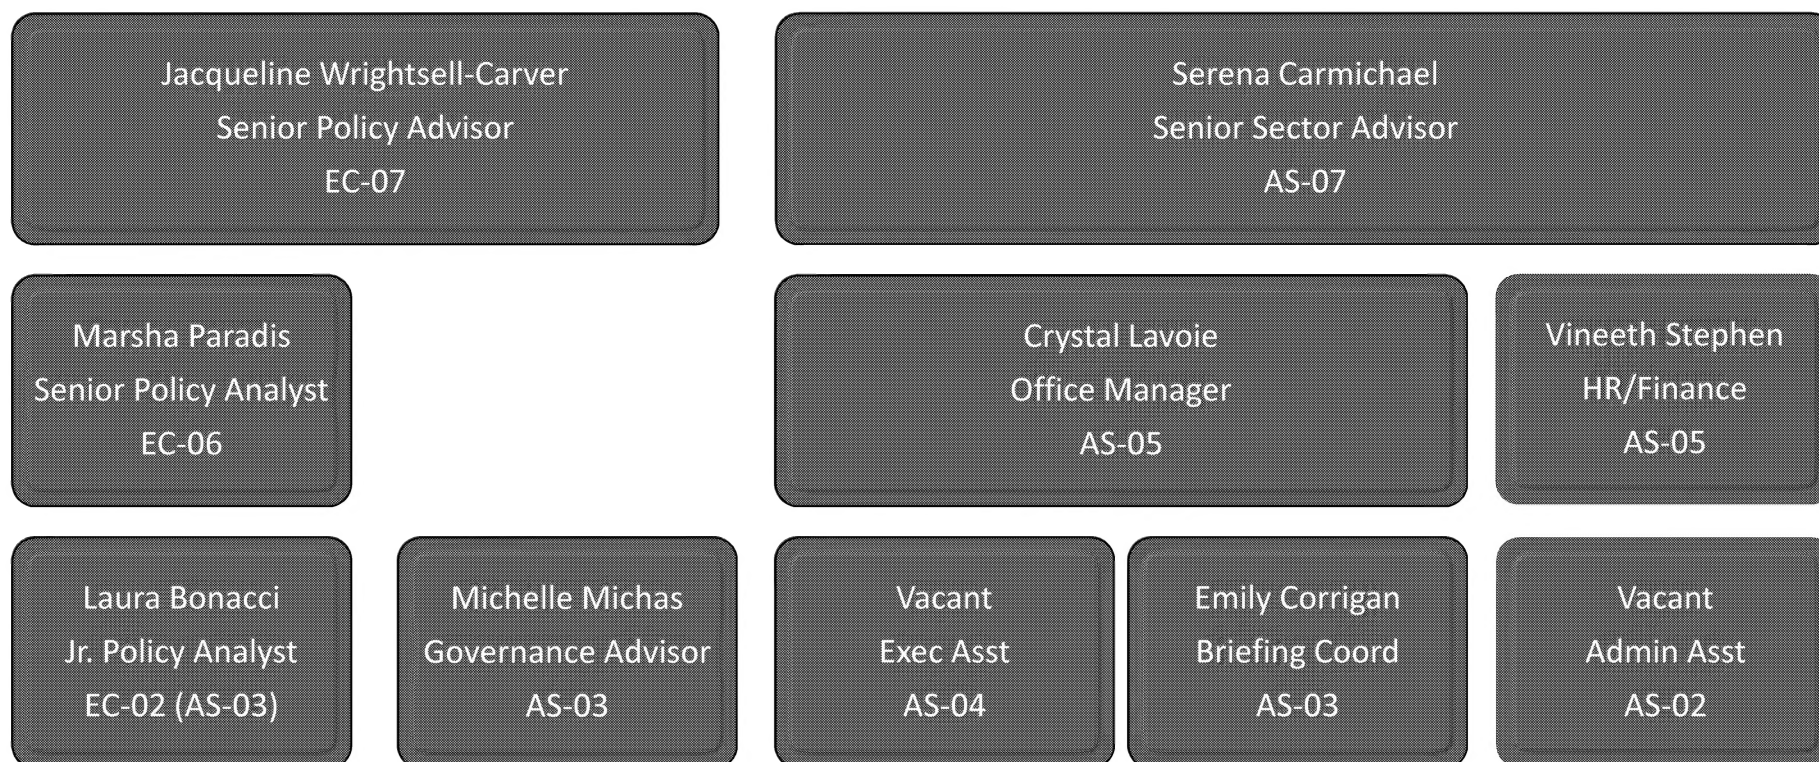 Jacqueline Wrightsell-Carver
Senior Policy Advisor
EC-07
Serena Carmichael
Senior Sector Advisor
AS-07
Marsha Paradis
Senior Policy Analyst
EC-06
Crystal Lavoie
Office Manager
AS-05
Vineeth Stephen
HR/Finance
AS-05
Laura Bonacci
Jr. Policy Analyst
EC-02 (AS-03)
Michelle Michas
Governance Advisor
AS-03
Vacant
Exec Asst
AS-04
Emily Corrigan
Briefing Coord
AS-03
Vacant
Admin Asst
AS-02